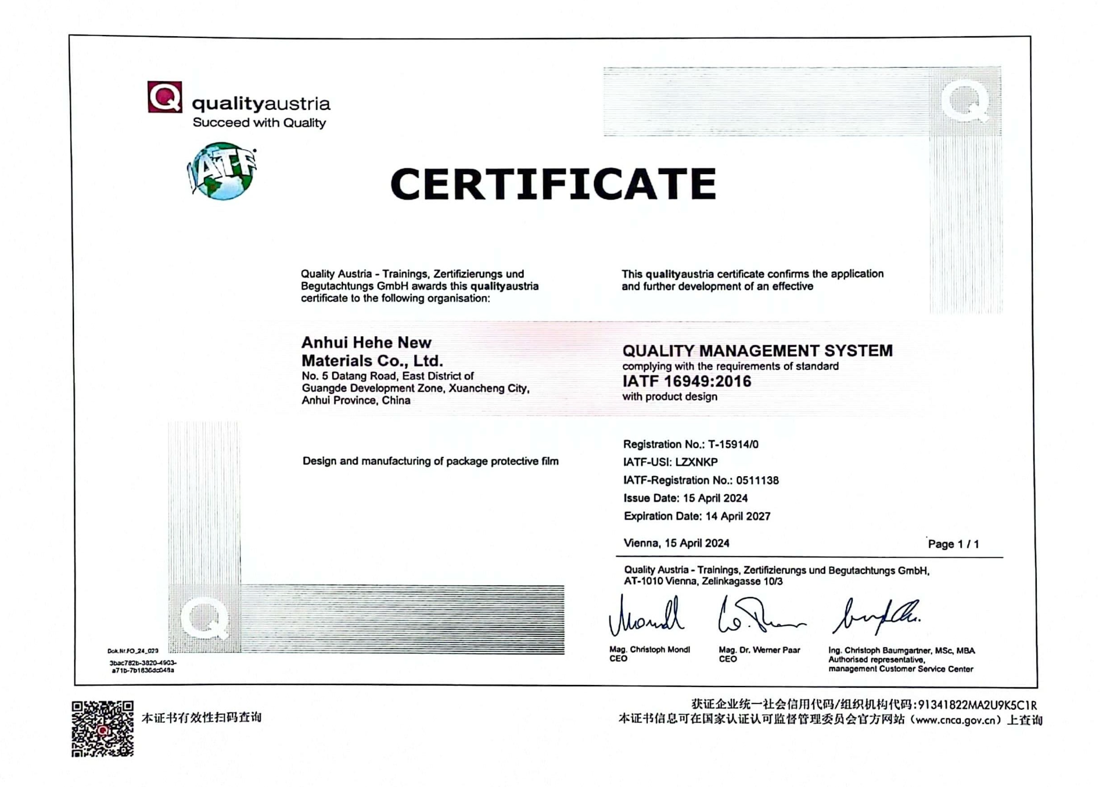 qualityaustria
Succeed with Quality
IATF
CERTIFICATE
Quality Austria - Trainings, Zertifizierungs und
Begutachtungs GmbH awards this qualityaustria
certificate to the following organisation:
This qualityaustria certificate confirms the application
and further development of an effective
Anhui Hehe New
Materials Co., Ltd.
No. 5 Datang Road, East District of
Guangde Development Zone, Xuancheng City,
Anhui Province, China
QUALITY MANAGEMENT SYSTEM
complying with the requirements of standard
IATF 16949:2016
with product design
Design and manufacturing of package protective film
Registration No.: T-15914/0
IATF-USI: LZXNKP
IATF-Registration No.: 0511138
Issue Date: 15 April 2024
Expiration Date: 14 April 2027
Vienna, 15 April 2024
Page 1 / 1
Quality Austria - Trainings, Zertifizierungs und Begutachtungs GmbH,
AT-1010 Vienna, Zelinkagasse 10/3
Mag. Christoph Mondl
CEO
Mag. Dr. Werner Paar
CEO
Ing. Christoph Baumgartner, MSc, MBA
Authorised representative,
management Customer Service Center
Dok.Nr.FO_24_029
3bac782b-3820-4903-
a71b-7b1836dc048a
本证书有效性扫码查询
获证企业统一社会信用代码/组织机构代码:91341822MA2U9K5C1R
本证书信息可在国家认证认可监督管理委员会官方网站（www.cnca.gov.cn）上查询